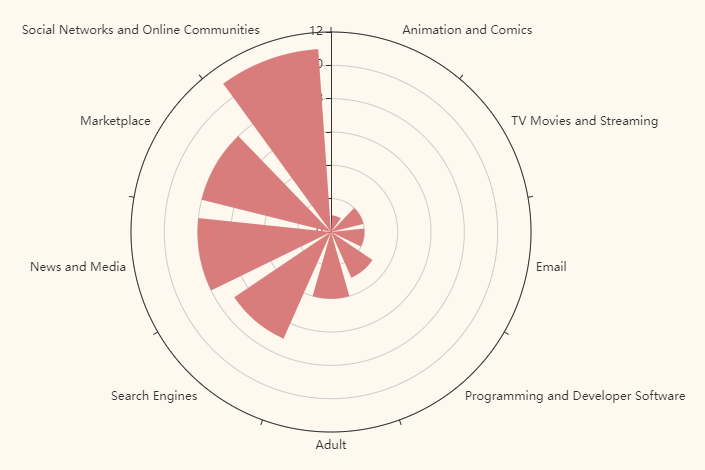 Social Networks and Online Communities
12
Animation and Comics
Marketplace
TV Movies and Streaming
News and Media
Email
Search Engines
Programming and Developer Software
Adult